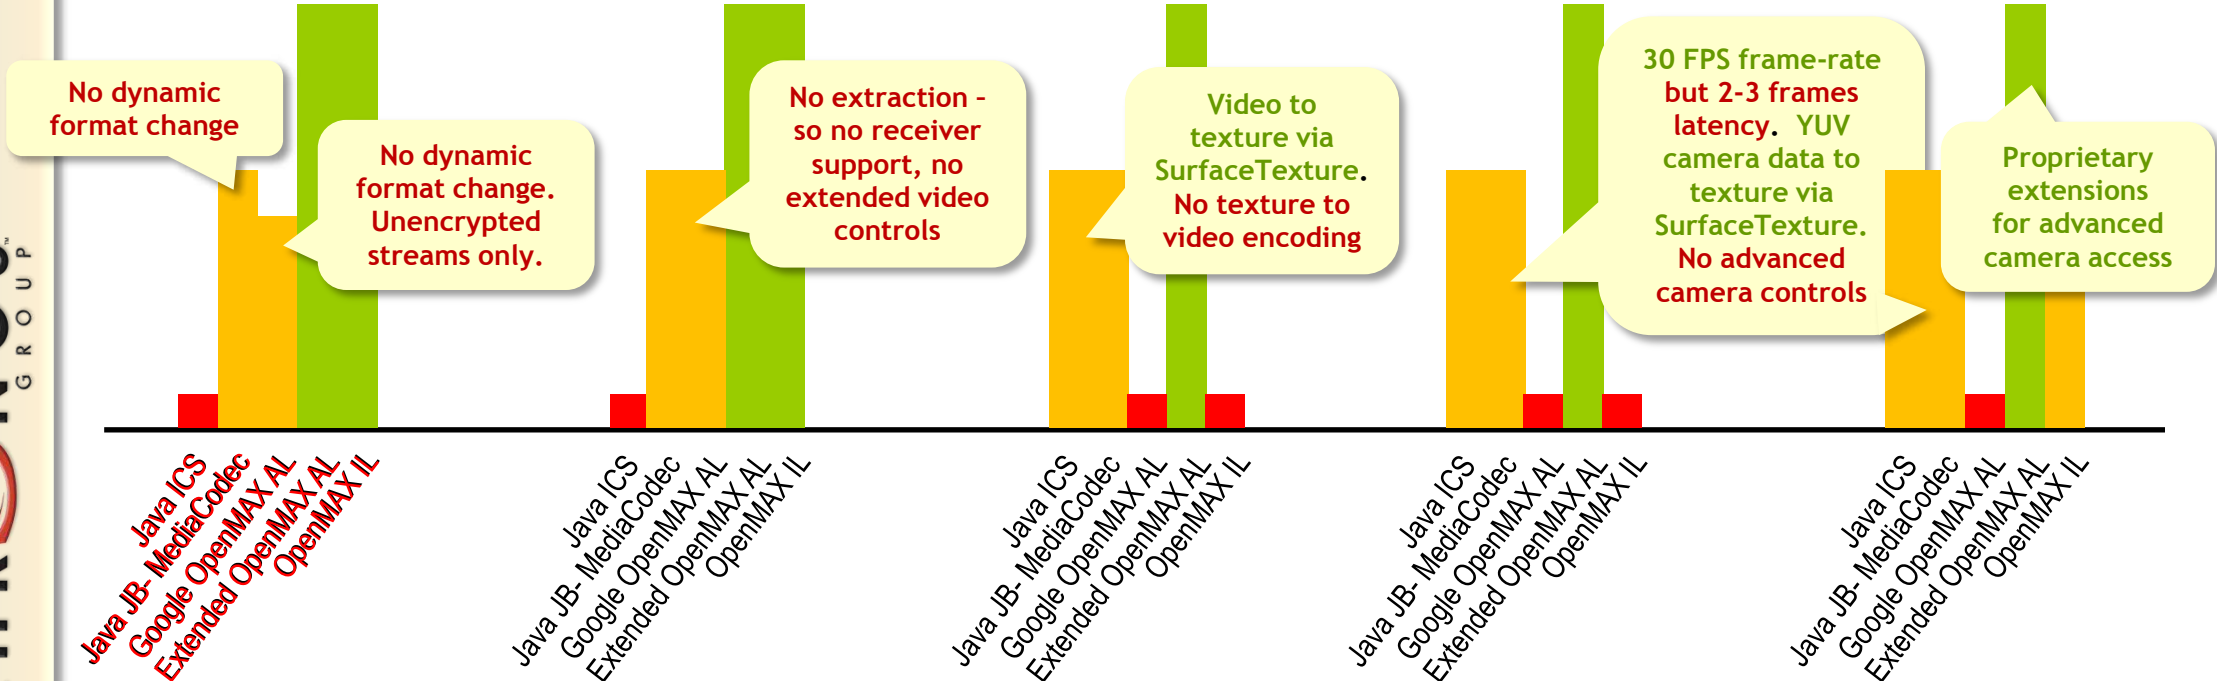 No dynamic
format change
No dynamic
format change.
Unencrypted
streams only.
No extraction –
so no receiver
support, no
extended video
controls
Video to
texture via
SurfaceTexture.
No texture to
video encoding
30 FPS frame-rate
but 2-3 frames
latency. YUV
camera data to
texture via
SurfaceTexture.
No advanced
camera controls
Proprietary
extensions
for advanced
camera access
GROUP
Java ICS
Java JB- MediaCodec
Google OpenMAX AL
Extended OpenMAX AL
OpenMAX IL
Java ICS
Java JB- MediaCodec
Google OpenMAX AL
Extended OpenMAX AL
OpenMAX IL
Java ICS
Java JB- MediaCodec
Google OpenMAX AL
Extended OpenMAX AL
OpenMAX IL
Java ICS
Java JB- MediaCodec
Google OpenMAX AL
Extended OpenMAX AL
OpenMAX IL
Java ICS
Java JB- MediaCodec
Google OpenMAX AL
Extended OpenMAX AL
OpenMAX IL